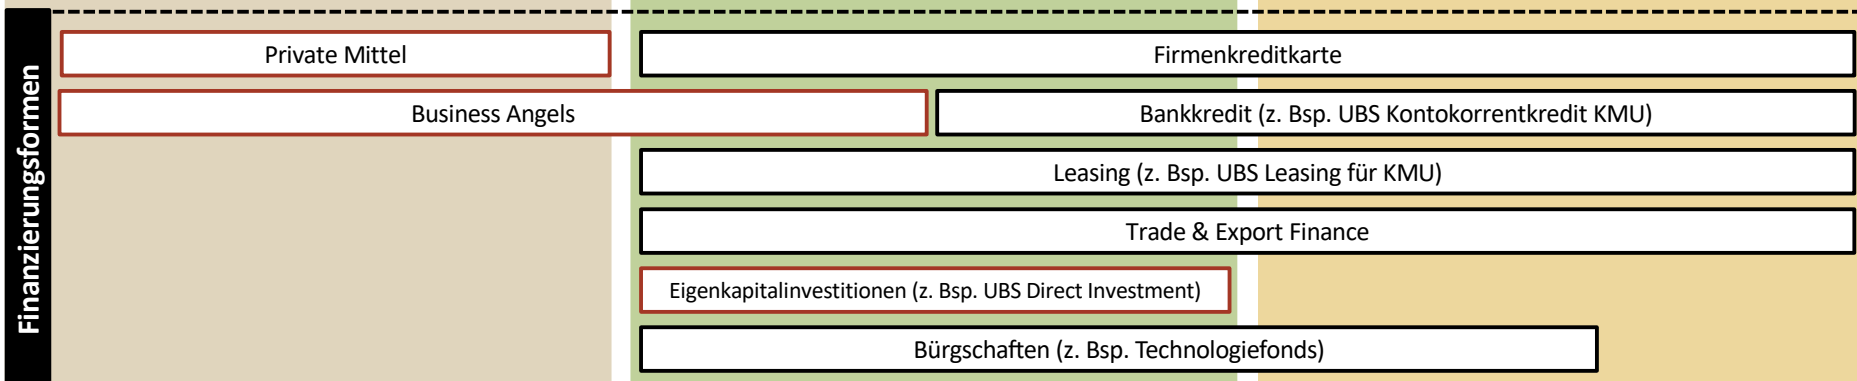 Finanzierungsformen
Private Mittel
Firmenkreditkarte
Business Angels
Bankkredit (z. Bsp. UBS Kontokorrentkredit KMU)
Leasing (z. Bsp. UBS Leasing für KMU)
Trade & Export Finance
Eigenkapitalinvestitionen (z. Bsp. UBS Direct Investment)
Bürgschaften (z. Bsp. Technologiefonds)